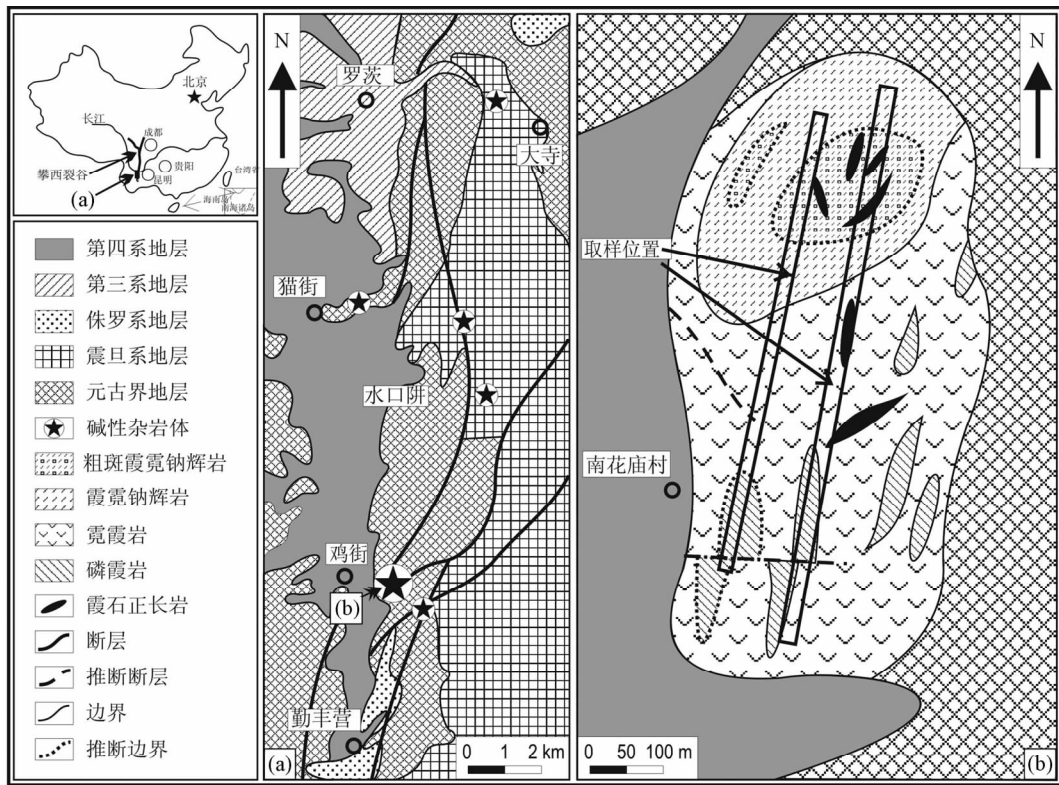 北京
长江
成都
攀西裂谷
贵阳
昆明
台湾省
海南岛
南海诸岛
(a)
第四系地层
第三系地层
侏罗系地层
震旦系地层
元古界地层
碱性杂岩体
粗斑霞霓钠辉岩
霞霓钠辉岩
霓霞岩
磷霞岩
霞石正长岩
断层
推断断层
边界
推断边界
N
罗茨
大寺
猫街
水口阱
鸡街
(b)
勤丰营
(a)
0 1 2 km
N
取样位置
南花庙村
0 50 100 m
(b)